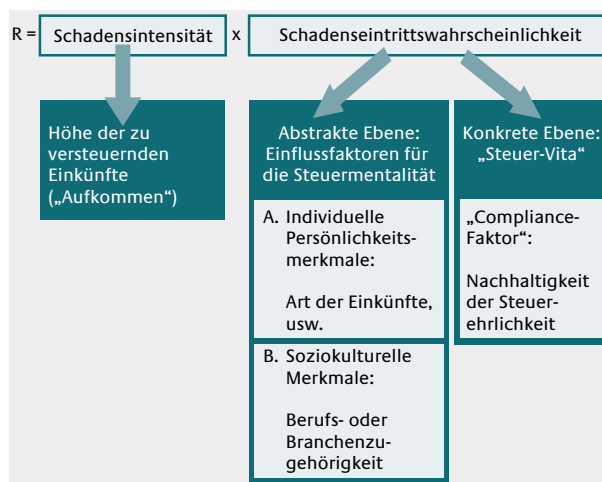 R = Schadensintensität x Schadenseintrittswahrscheinlichkeit
Höhe der zu
versteuernden
Einkünfte
(„Aufkommen“)
Abstrakte Ebene:
Einflussfaktoren für
die Steuermentalität
A. Individuelle
Persönlichkeits-
merkmale:
Art der Einkünfte,
usw.
B. Soziokulturelle
Merkmale:
Berufs- oder
Branchenzu-
gehörigkeit
Konkrete Ebene:
„Steuer-Vita“
„Compliance-
Faktor“:
Nachhaltigkeit
der Steuer-
ehrlichkeit